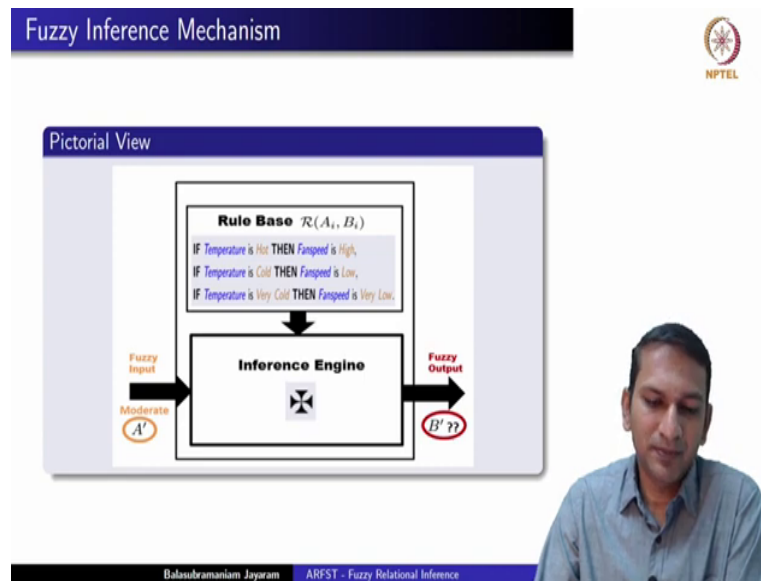 Fuzzy Inference Mechanism
NPTEL
Pictorial View
Rule Base R(Aᵢ, Bᵢ)
IF Temperature is Hot THEN Fanspeed is High,
IF Temperature is Cold THEN Fanspeed is Low,
IF Temperature is Very Cold THEN Fanspeed is Very Low.
Fuzzy
Input
Moderate
A′
Inference Engine
Fuzzy
Output
B′ ??
Balasubramaniam Jayaram ARFST - Fuzzy Relational Inference